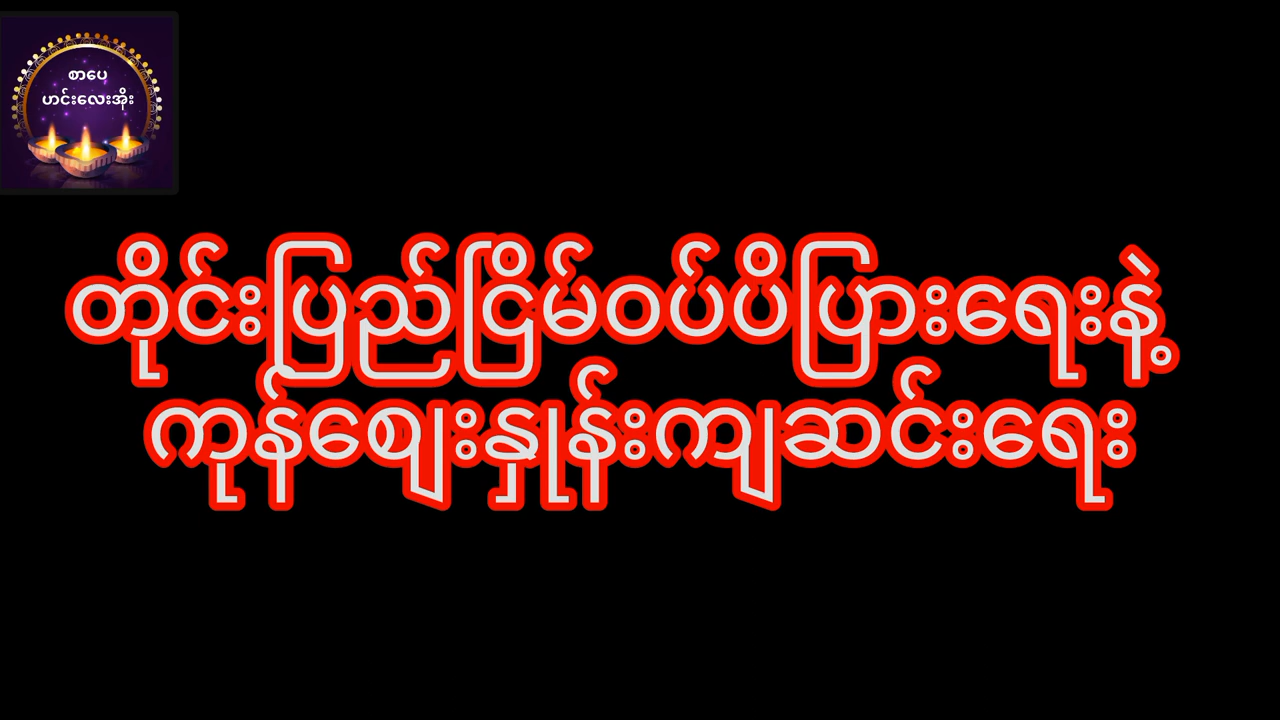 စာပေ
ဟင်းလေးအိုး
တိုင်းပြည်ငြိမ်ဝပ်ပိပြားရေးနဲ့
ကုန်ဈေးနှုန်းကျဆင်းရေး